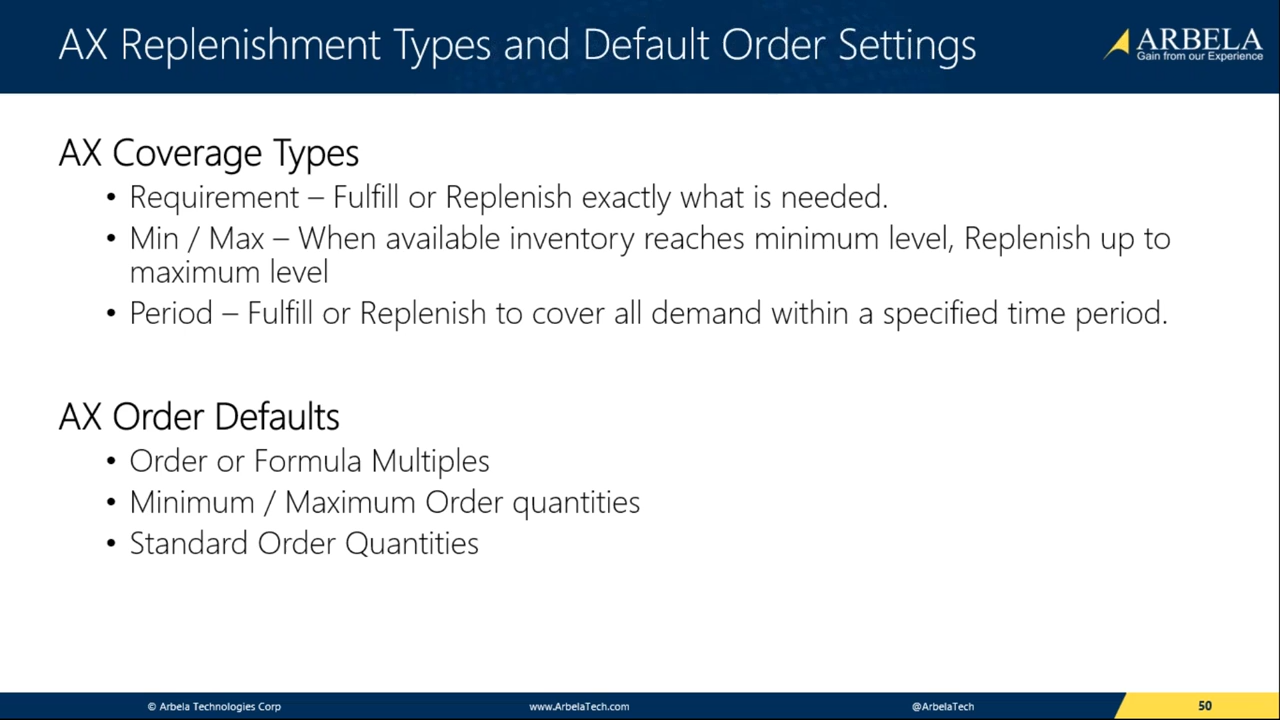 AX Replenishment Types and Default Order Settings
ARBELA
Gain from our Experience
AX Coverage Types
• Requirement – Fulfill or Replenish exactly what is needed.
• Min / Max – When available inventory reaches minimum level, Replenish up to
maximum level
• Period – Fulfill or Replenish to cover all demand within a specified time period.
AX Order Defaults
• Order or Formula Multiples
• Minimum / Maximum Order quantities
• Standard Order Quantities
© Arbela Technologies Corp
www.ArbelaTech.com
@ArbelaTech
50